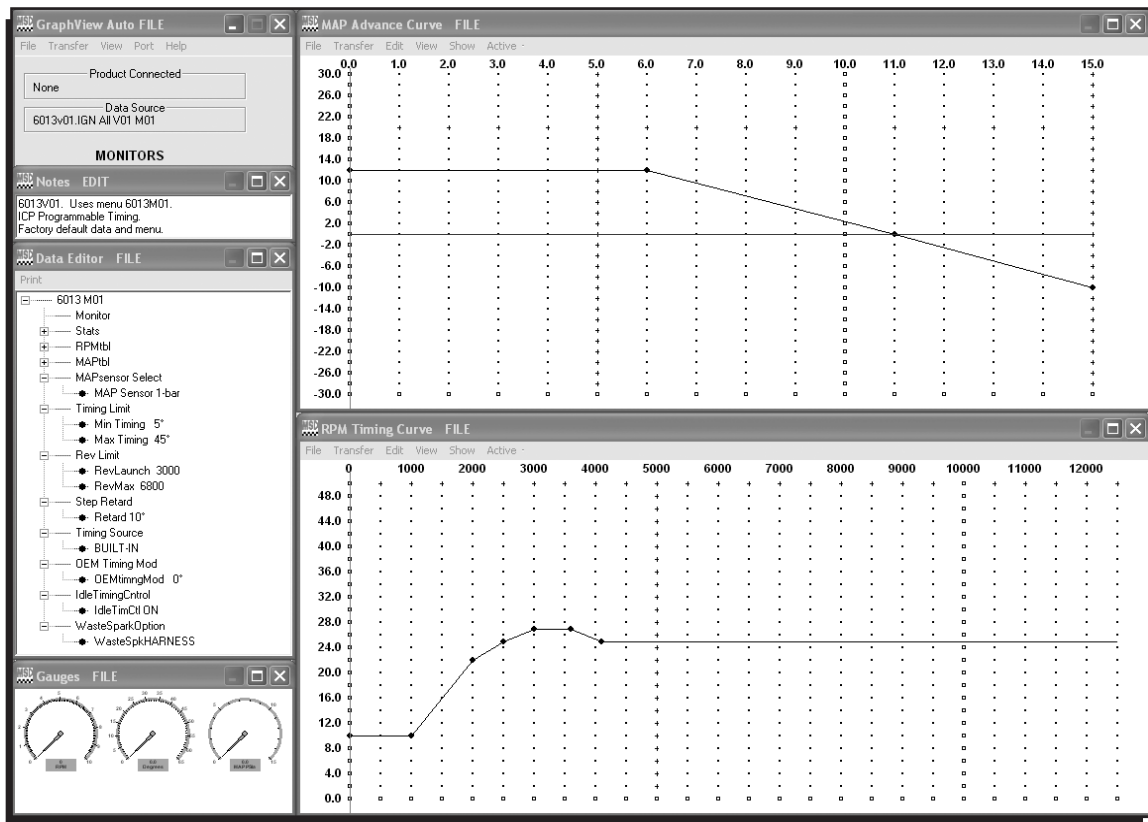 GraphView Auto FILE
File Transfer View Port Help
Product Connected
None
Data Source
6013v01.IGN All V01 M01
MONITORS
Notes EDIT
6013V01. Uses menu 6013M01.
ICP Programmable Timing.
Factory default data and menu.
Data Editor FILE
Print
6013 M01
Monitor
Stats
RPMtbl
MAPtbl
MAPsensor Select
MAP Sensor 1-bar
Timing Limit
Min Timing 5°
Max Timing 45°
Rev Limit
RevLaunch 3000
RevMax 6800
Step Retard
Retard 10°
Timing Source
BUILT-IN
OEM Timing Mod
OEMtimngMod 0°
IdleTimingCntrol
IdleTimCtl ON
WasteSparkOption
WasteSpkHARNESS
Gauges FILE
RPM
Degrees
MAP PSIa
MAP Advance Curve FILE
File Transfer Edit View Show Active -
0.0 1.0 2.0 3.0 4.0 5.0 6.0 7.0 8.0 9.0 10.0 11.0 12.0 13.0 14.0 15.0
30.0
26.0
22.0
18.0
14.0
10.0
6.0
2.0
-2.0
-6.0
-10.0
-14.0
-18.0
-22.0
-26.0
-30.0
RPM Timing Curve FILE
File Transfer Edit View Show Active -
0 1000 2000 3000 4000 5000 6000 7000 8000 9000 10000 11000 12000
48.0
44.0
40.0
36.0
32.0
28.0
24.0
20.0
16.0
12.0
8.0
4.0
0.0